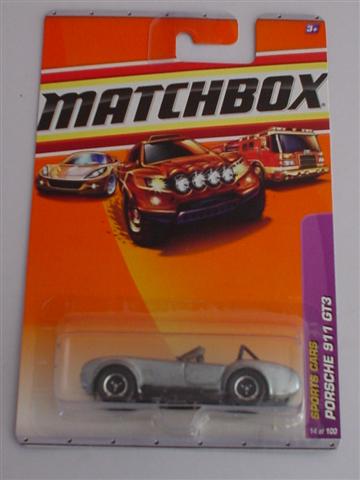 3+
MATCHBOX
SPORTS CARS
PORSCHE 911 GT3
14 of 100